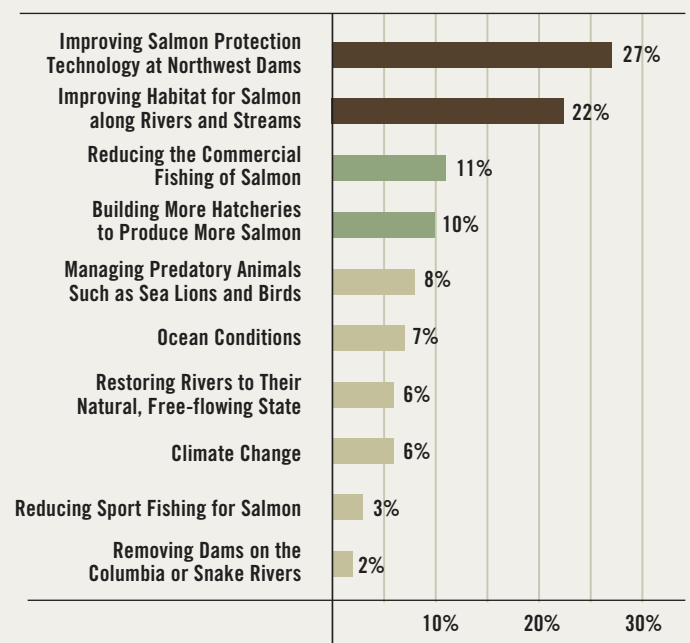 Improving Salmon Protection
Technology at Northwest Dams
27%
Improving Habitat for Salmon
along Rivers and Streams
22%
Reducing the Commercial
Fishing of Salmon
11%
Building More Hatcheries
to Produce More Salmon
10%
Managing Predatory Animals
Such as Sea Lions and Birds
8%
Ocean Conditions
7%
Restoring Rivers to Their
Natural, Free-flowing State
6%
Climate Change
6%
Reducing Sport Fishing for Salmon
3%
Removing Dams on the
Columbia or Snake Rivers
2%
10% 20% 30%